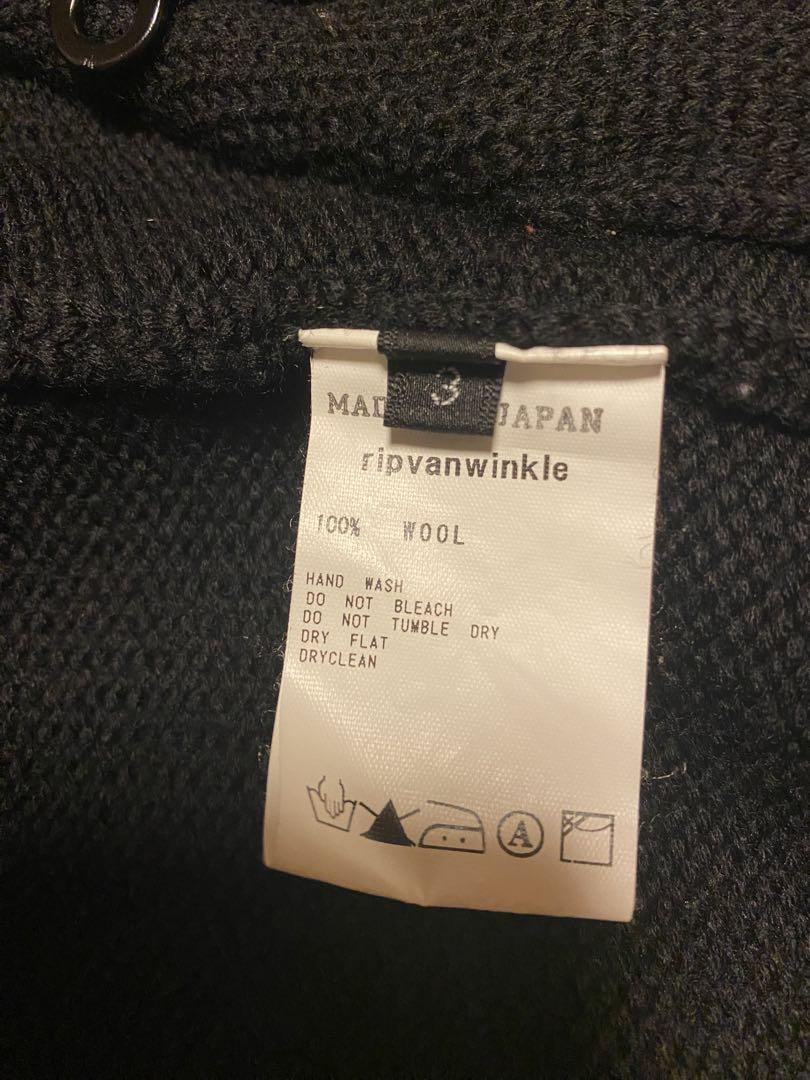 3
MAD JAPAN
ripvanwinkle
100% WOOL
HAND WASH
DO NOT BLEACH
DO NOT TUMBLE DRY
DRY FLAT
DRYCLEAN
A